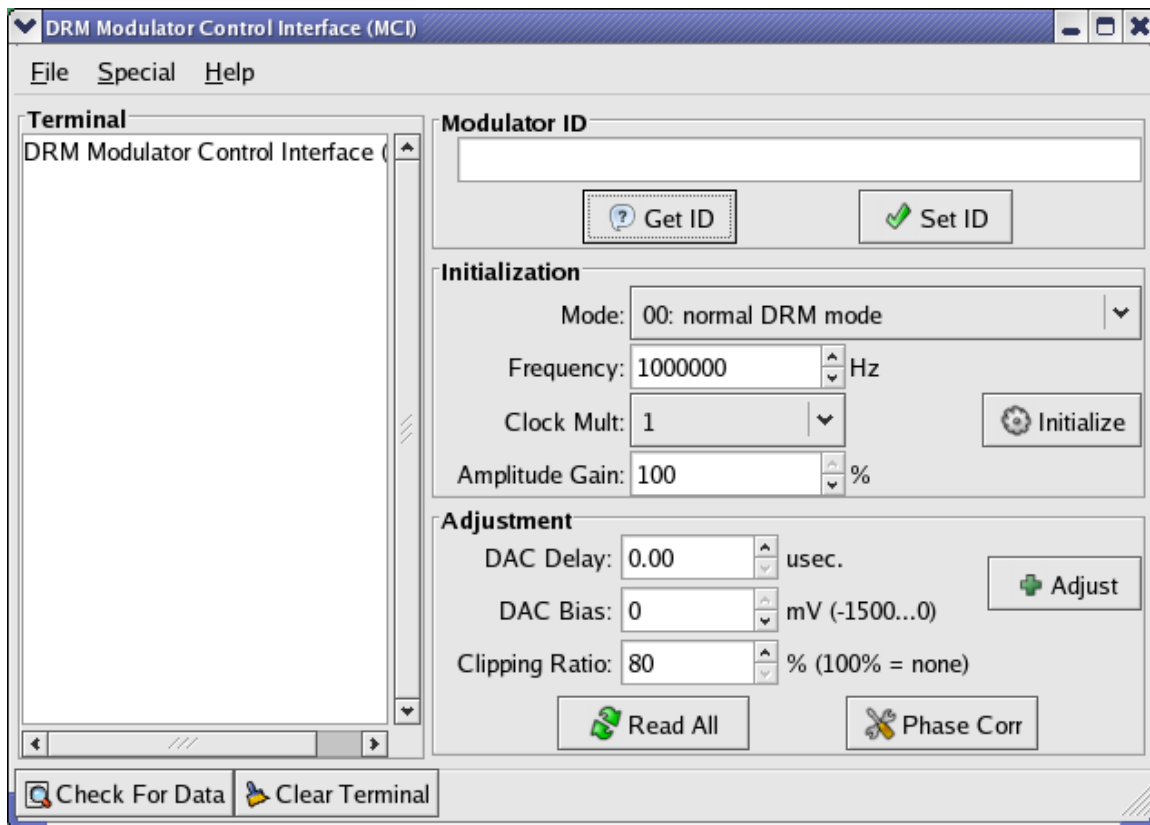 DRM Modulator Control Interface (MCI)
File Special Help
Terminal
DRM Modulator Control Interface (
Modulator ID
Get ID
Set ID
Initialization
Mode: 00: normal DRM mode
Frequency: 1000000 Hz
Clock Mult: 1
Initialize
Amplitude Gain: 100 %
Adjustment
DAC Delay: 0.00 usec.
Adjust
DAC Bias: 0 mV (-1500...0)
Clipping Ratio: 80 % (100% = none)
Read All
Phase Corr
Check For Data
Clear Terminal